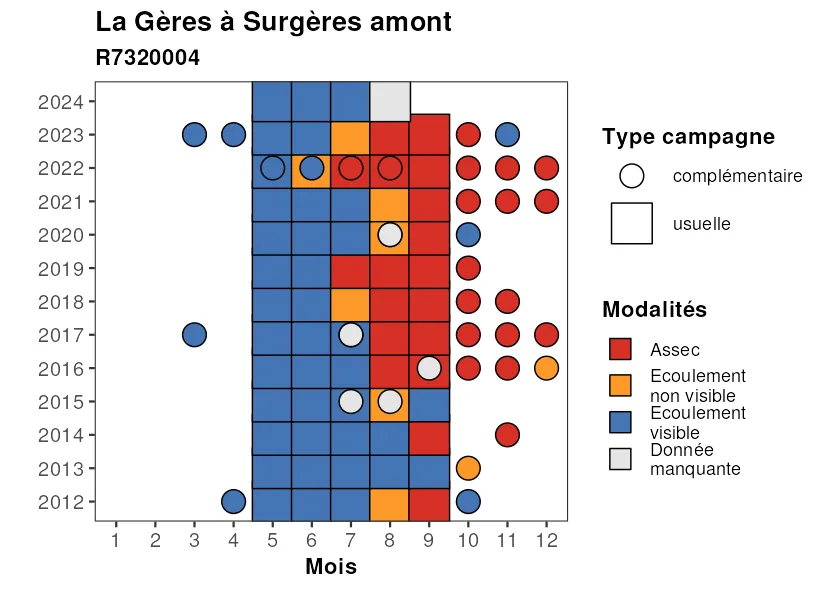 La Gères à Surgères amont
R7320004
2024
2023
2022
2021
2020
2019
2018
2017
2016
2015
2014
2013
2012
1 2 3 4 5 6 7 8 9 10 11 12
Mois
Type campagne
complémentaire
usuelle
Modalités
Assec
Ecoulement
non visible
Ecoulement
visible
Donnée
manquante